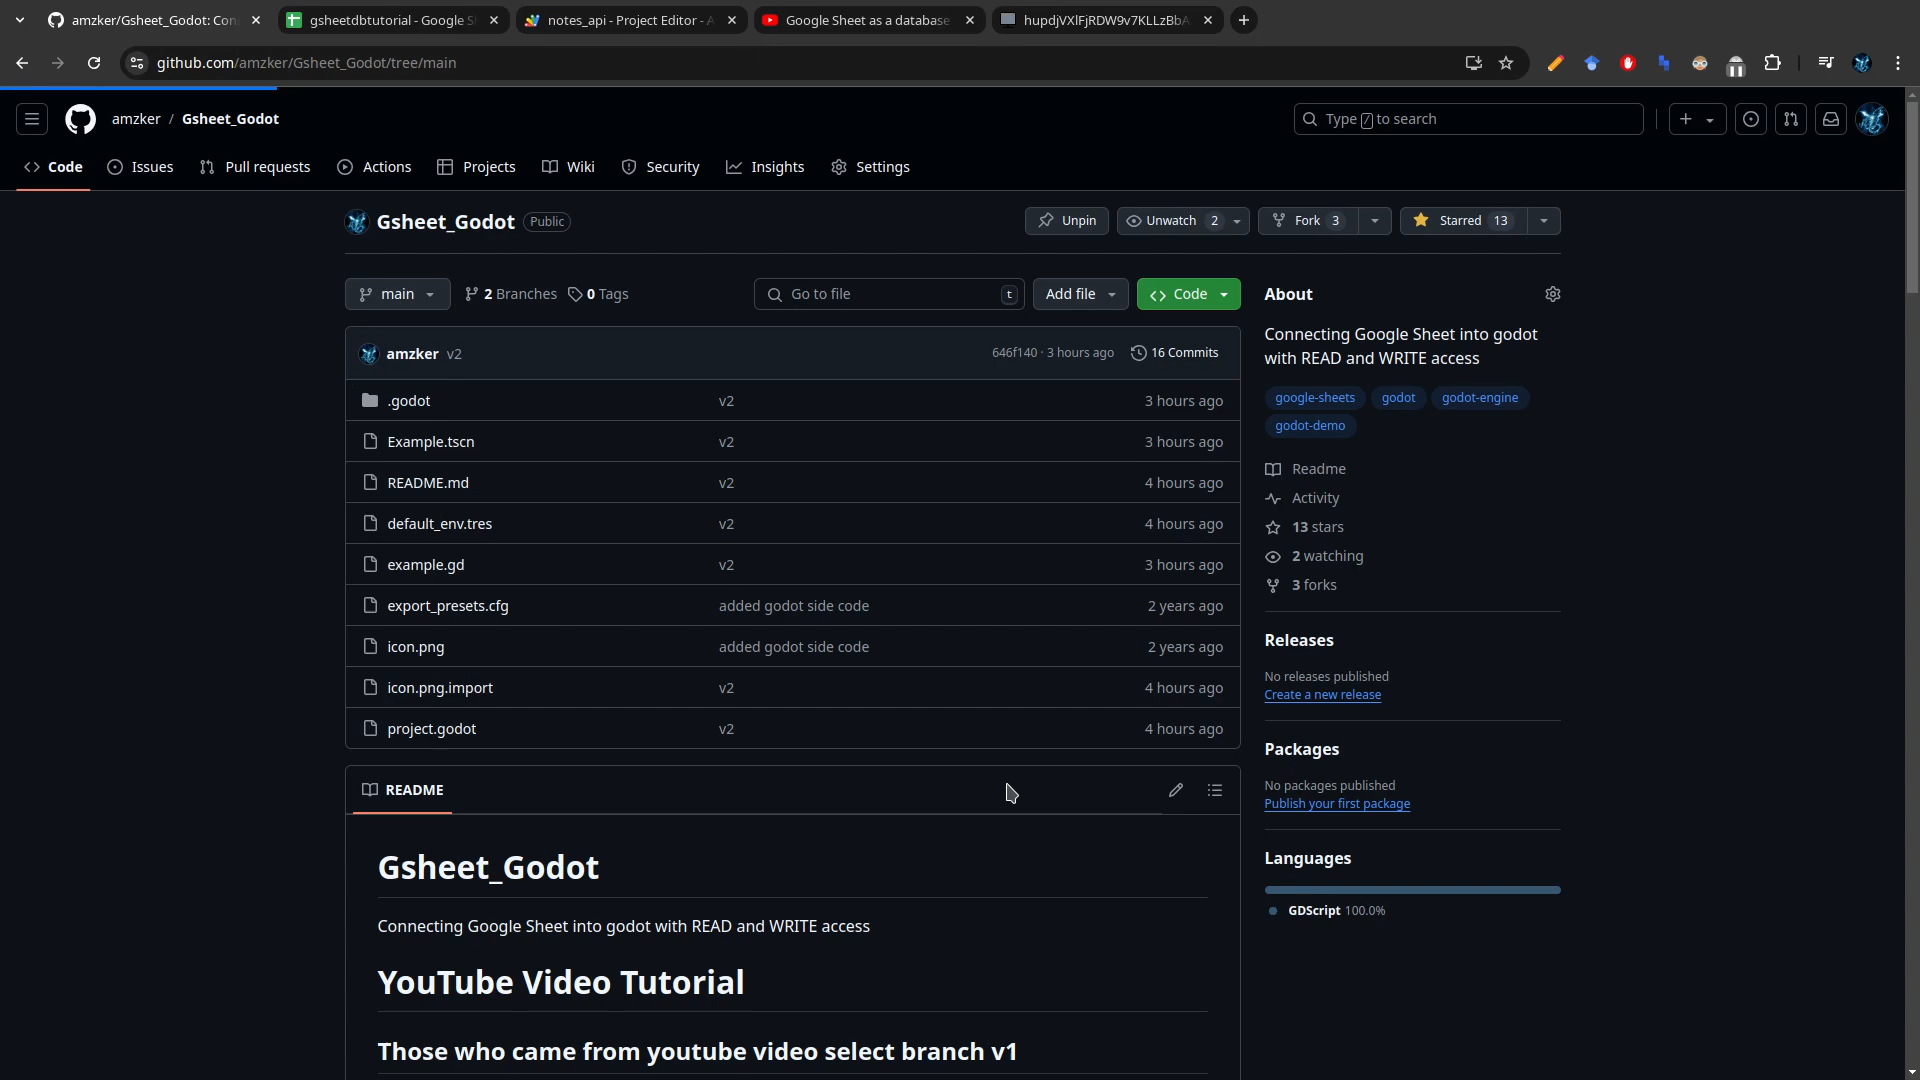 amzker/Gsheet_Godot: Con
gsheetdbtutorial - Google S
notes_api - Project Editor - A
Google Sheet as a database
github.com/amzker/Gsheet_Godot/tree/main
amzker / Gsheet_Godot
Type / to search
Code
Issues
Pull requests
Actions
Projects
Wiki
Security
Insights
Settings
Gsheet_Godot Public
Unpin
Unwatch 2
Fork 3
Starred 13
main
2 Branches
0 Tags
Go to file t
Add file
Code
amzker v2 646f140 · 3 hours ago 16 Commits
.godot v2 3 hours ago
Example.tscn v2 3 hours ago
README.md v2 4 hours ago
default_env.tres v2 4 hours ago
example.gd v2 3 hours ago
export_presets.cfg added godot side code 2 years ago
icon.png added godot side code 2 years ago
icon.png.import v2 4 hours ago
project.godot v2 4 hours ago
README
Gsheet_Godot
Connecting Google Sheet into godot with READ and WRITE access
YouTube Video Tutorial
Those who came from youtube video select branch v1
About
Connecting Google Sheet into godot
with READ and WRITE access
google-sheets godot godot-engine
godot-demo
Readme
Activity
13 stars
2 watching
3 forks
Releases
No releases published
Create a new release
Packages
No packages published
Publish your first package
Languages
GDScript 100.0%